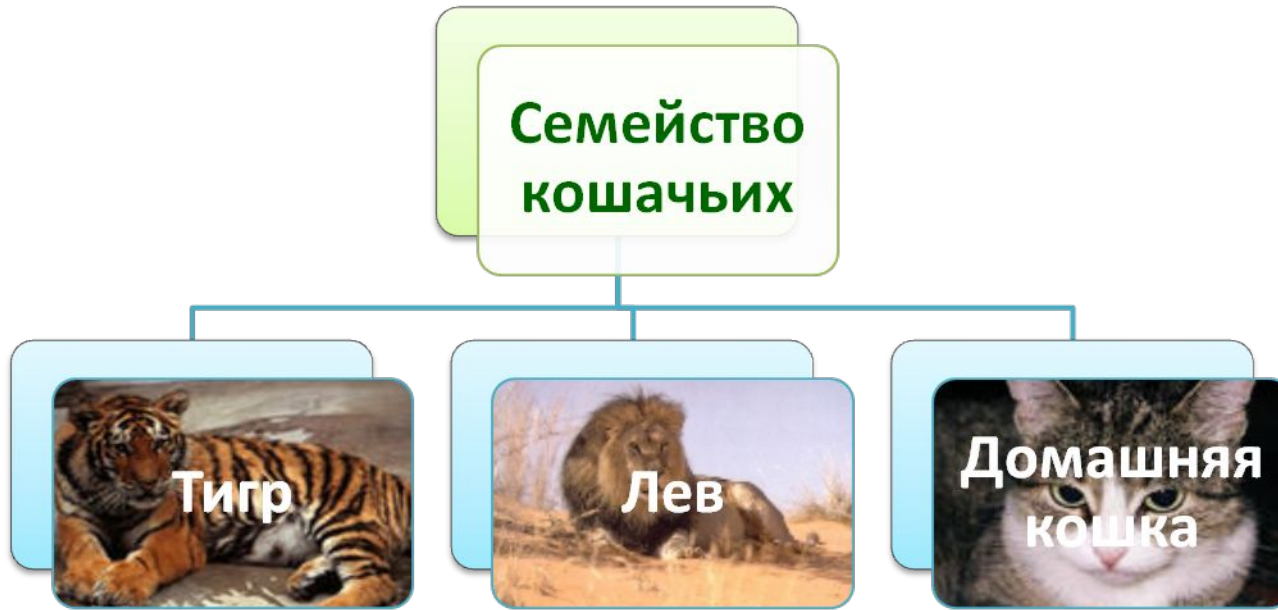 Семейство
кошачьих
Тигр
Лев
Домашняя
кошка